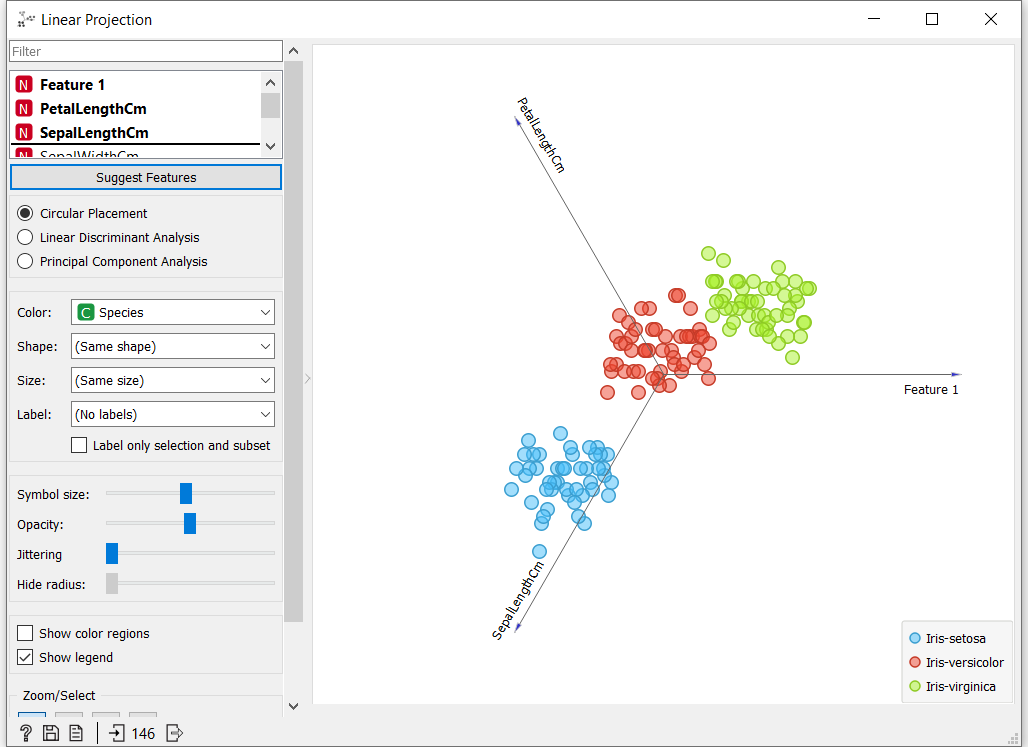 Linear Projection
Filter
N Feature 1
N PetalLengthCm
N SepalLengthCm
N SepalWidthCm
Suggest Features
Circular Placement
Linear Discriminant Analysis
Principal Component Analysis
Color: C Species
Shape: (Same shape)
Size: (Same size)
Label: (No labels)
Label only selection and subset
Symbol size:
Opacity:
Jittering
Hide radius:
Show color regions
Show legend
Zoom/Select
? 146
PetalLengthCm
Feature 1
SepalLengthCm
Iris-setosa
Iris-versicolor
Iris-virginica